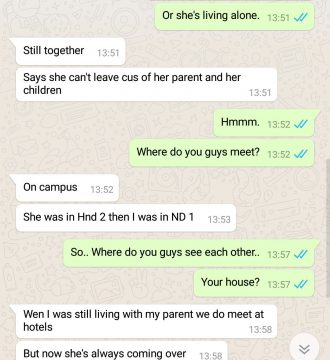 Or she's living alone. 13:51
Still together 13:51
Says she can't leave cus of her parent and her
children 13:51
Hmmm. 13:52
Where do you guys meet? 13:52
On campus 13:52
She was in Hnd 2 then I was in ND 1 13:53
So.. Where do you guys see each other.. 13:57
Your house? 13:57
Wen I was still living with my parent we do meet at
hotels 13:58
But now she's always coming over 13:58